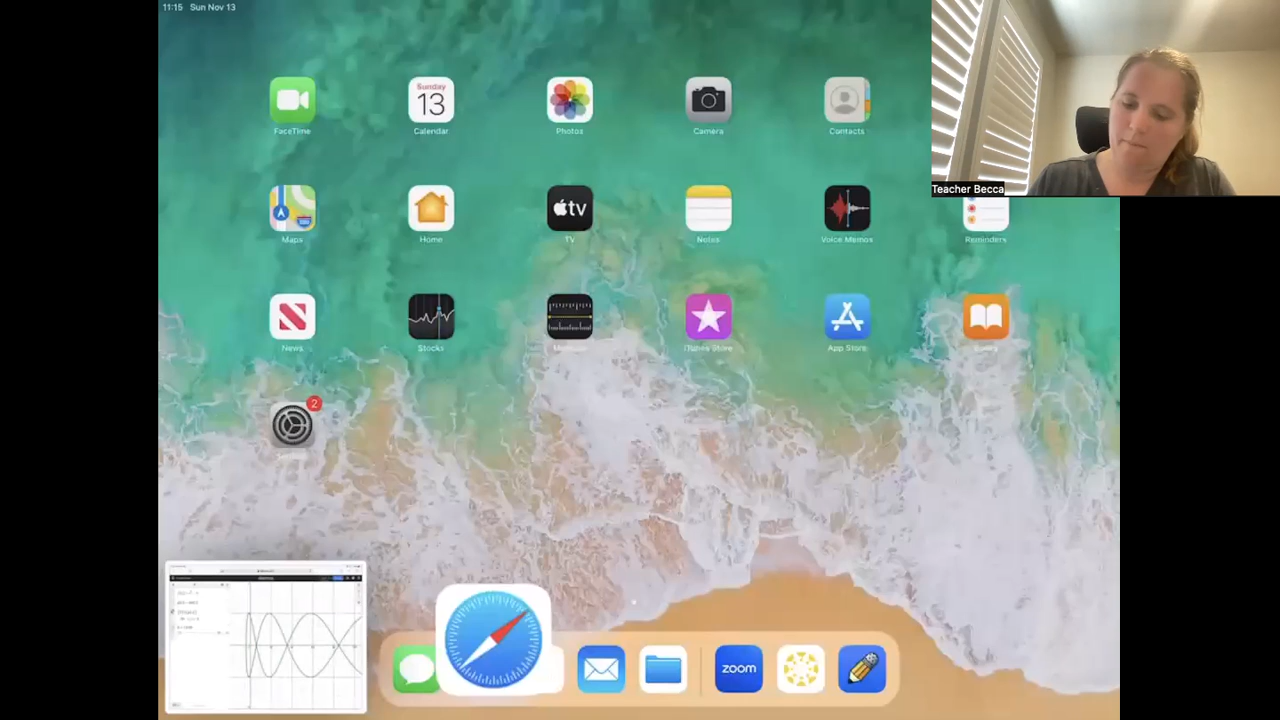 11:15 Sun Nov 13
FaceTime
Sunday
13
Calendar
Photos
Camera
Contacts
Teacher Becca
Maps
Home
tv
TV
Notes
Voice Memos
Reminders
News
Stocks
iTunes Store
App Store
2
zoom